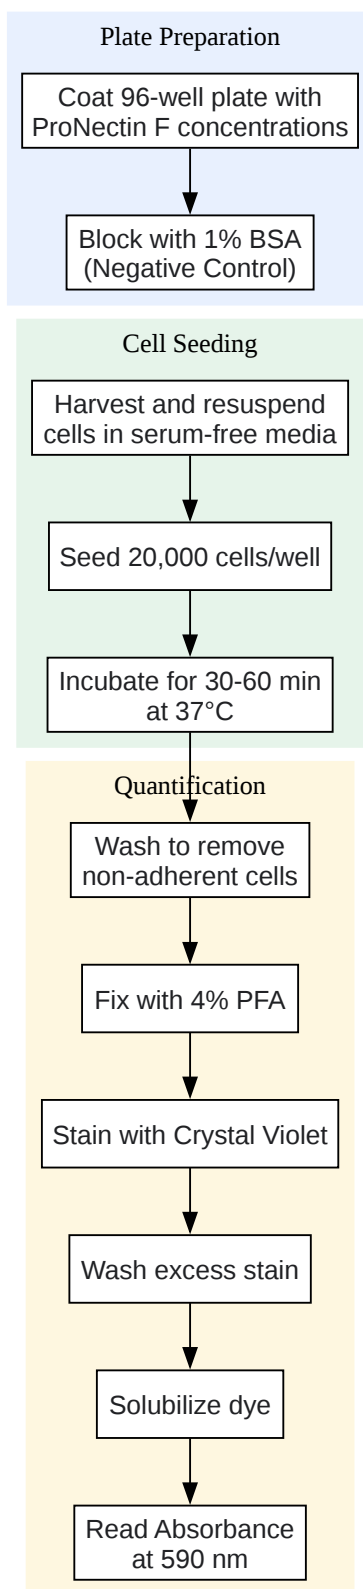 Plate Preparation
Coat 96-well plate with
ProNectin F concentrations
Block with 1% BSA
(Negative Control)
Cell Seeding
Harvest and resuspend
cells in serum-free media
Seed 20,000 cells/well
Incubate for 30-60 min
at 37°C
Quantification
Wash to remove
non-adherent cells
Fix with 4% PFA
Stain with Crystal Violet
Wash excess stain
Solubilize dye
Read Absorbance
at 590 nm